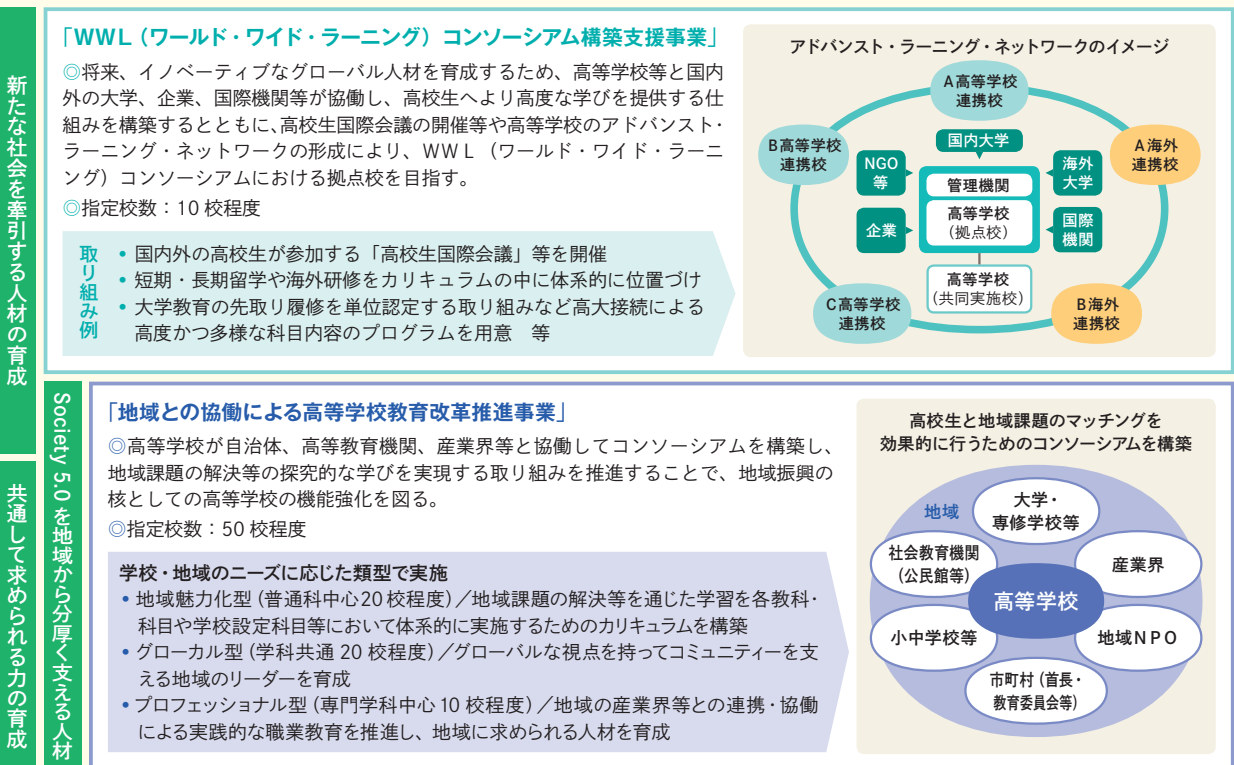 新たな社会を牽引する人材の育成
「WWL（ワールド・ワイド・ラーニング）コンソーシアム構築支援事業」
◎将来、イノベーティブなグローバル人材を育成するため、高等学校等と国内
外の大学、企業、国際機関等が協働し、高校生へより高度な学びを提供する仕
組みを構築するとともに、高校生国際会議の開催等や高等学校のアドバンスト・
ラーニング・ネットワークの形成により、WWL（ワールド・ワイド・ラーニ
ング）コンソーシアムにおける拠点校を目指す。
◎指定校数：10校程度
取り組み例
• 国内外の高校生が参加する「高校生国際会議」等を開催
• 短期・長期留学や海外研修をカリキュラムの中に体系的に位置づけ
• 大学教育の先取り履修を単位認定する取り組みなど高大接続による
高度かつ多様な科目内容のプログラムを用意　等
アドバンスト・ラーニング・ネットワークのイメージ
A高等学校
連携校
B高等学校
連携校
国内大学
A海外
連携校
NGO
等
海外
大学
管理機関
高等学校
（拠点校）
企業
国際
機関
高等学校
（共同実施校）
C高等学校
連携校
B海外
連携校
共通して求められる力の育成
Society 5.0を地域から分厚く支える人材
「地域との協働による高等学校教育改革推進事業」
◎高等学校が自治体、高等教育機関、産業界等と協働してコンソーシアムを構築し、
地域課題の解決等の探究的な学びを実現する取り組みを推進することで、地域振興の
核としての高等学校の機能強化を図る。
◎指定校数：50校程度
学校・地域のニーズに応じた類型で実施
• 地域魅力化型（普通科中心20校程度）／地域課題の解決等を通じた学習を各教科・
科目や学校設定科目等において体系的に実施するためのカリキュラムを構築
• グローカル型（学科共通20校程度）／グローバルな視点を持ってコミュニティーを支
える地域のリーダーを育成
• プロフェッショナル型（専門学科中心10校程度）／地域の産業界等との連携・協働
による実践的な職業教育を推進し、地域に求められる人材を育成
高校生と地域課題のマッチングを
効果的に行うためのコンソーシアムを構築
地域
大学・
専修学校等
社会教育機関
（公民館等）
産業界
高等学校
小中学校等
地域NPO
市町村（首長・
教育委員会等）